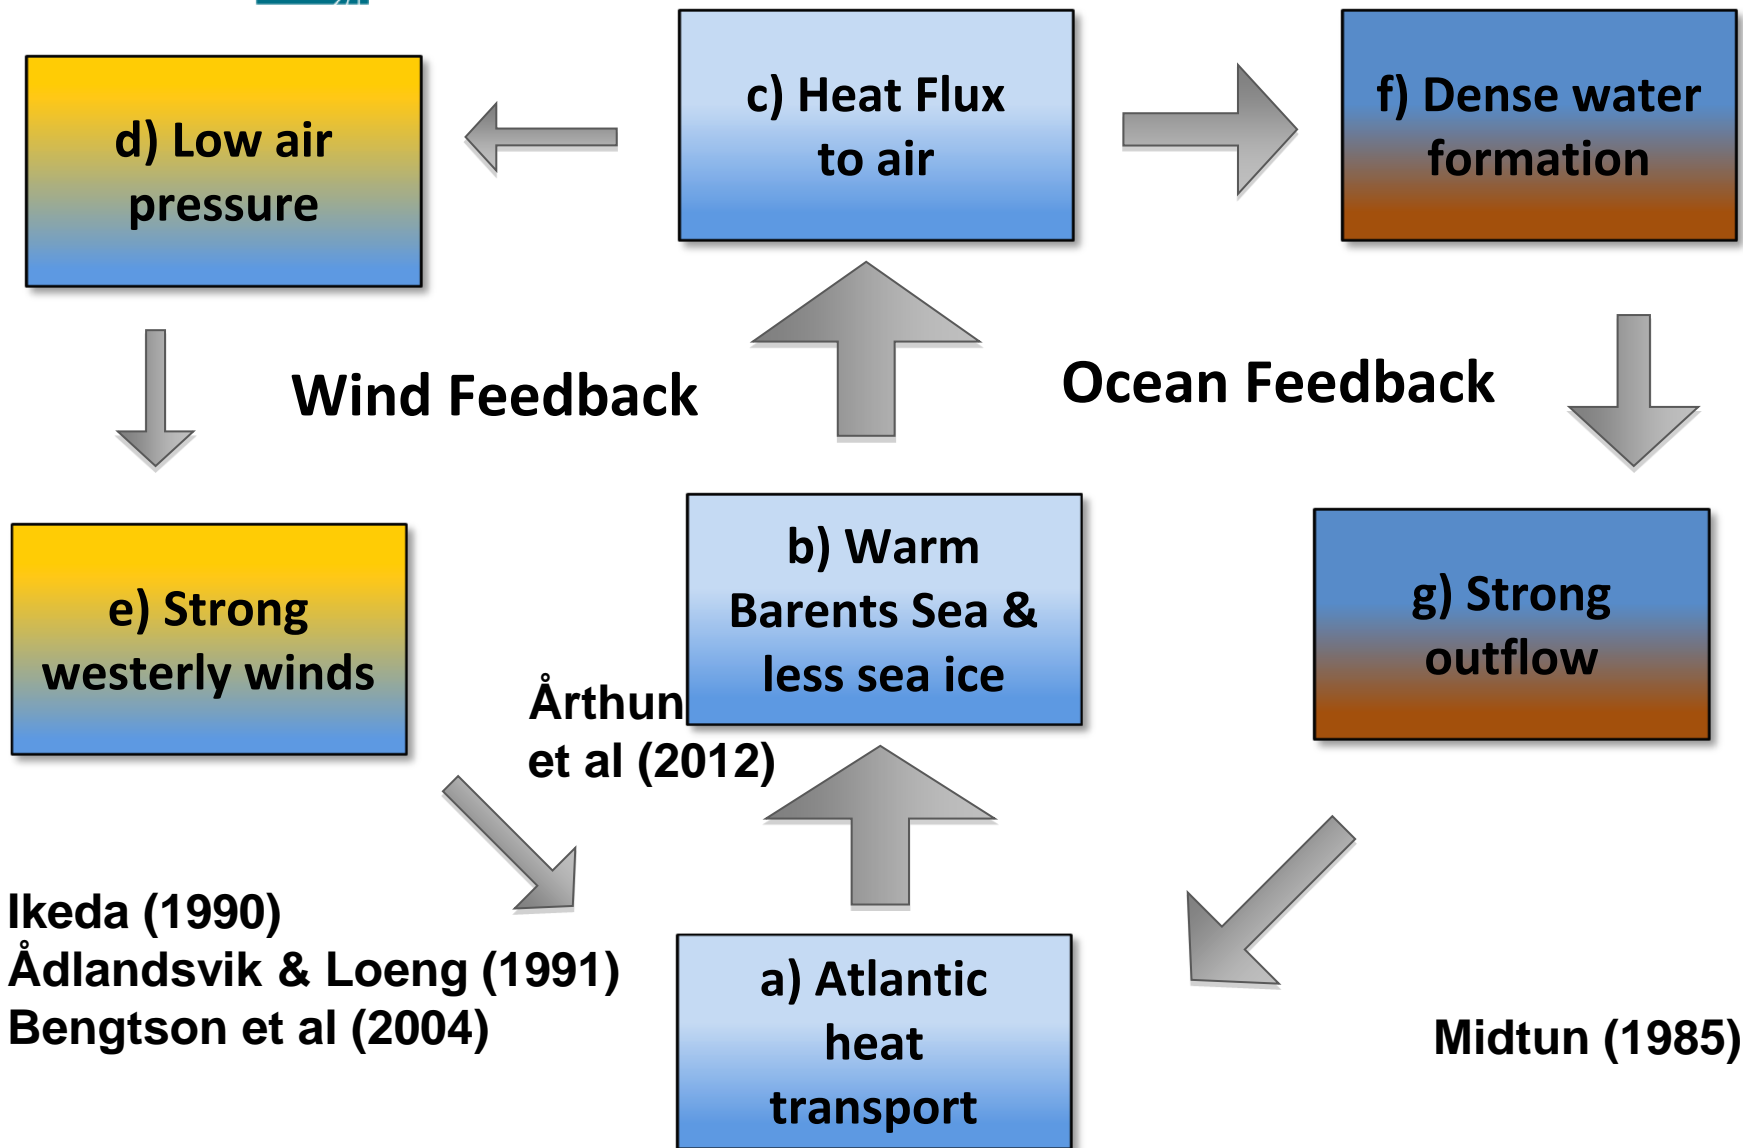 c) Heat Flux
to air
f) Dense water
formation
d) Low air
pressure
Wind Feedback
Ocean Feedback
e) Strong
westerly winds
b) Warm
Barents Sea &
less sea ice
g) Strong
outflow
Årthun
et al (2012)
Ikeda (1990)
Ådlandsvik & Loeng (1991)
Bengtson et al (2004)
a) Atlantic
heat
transport
Midtun (1985)